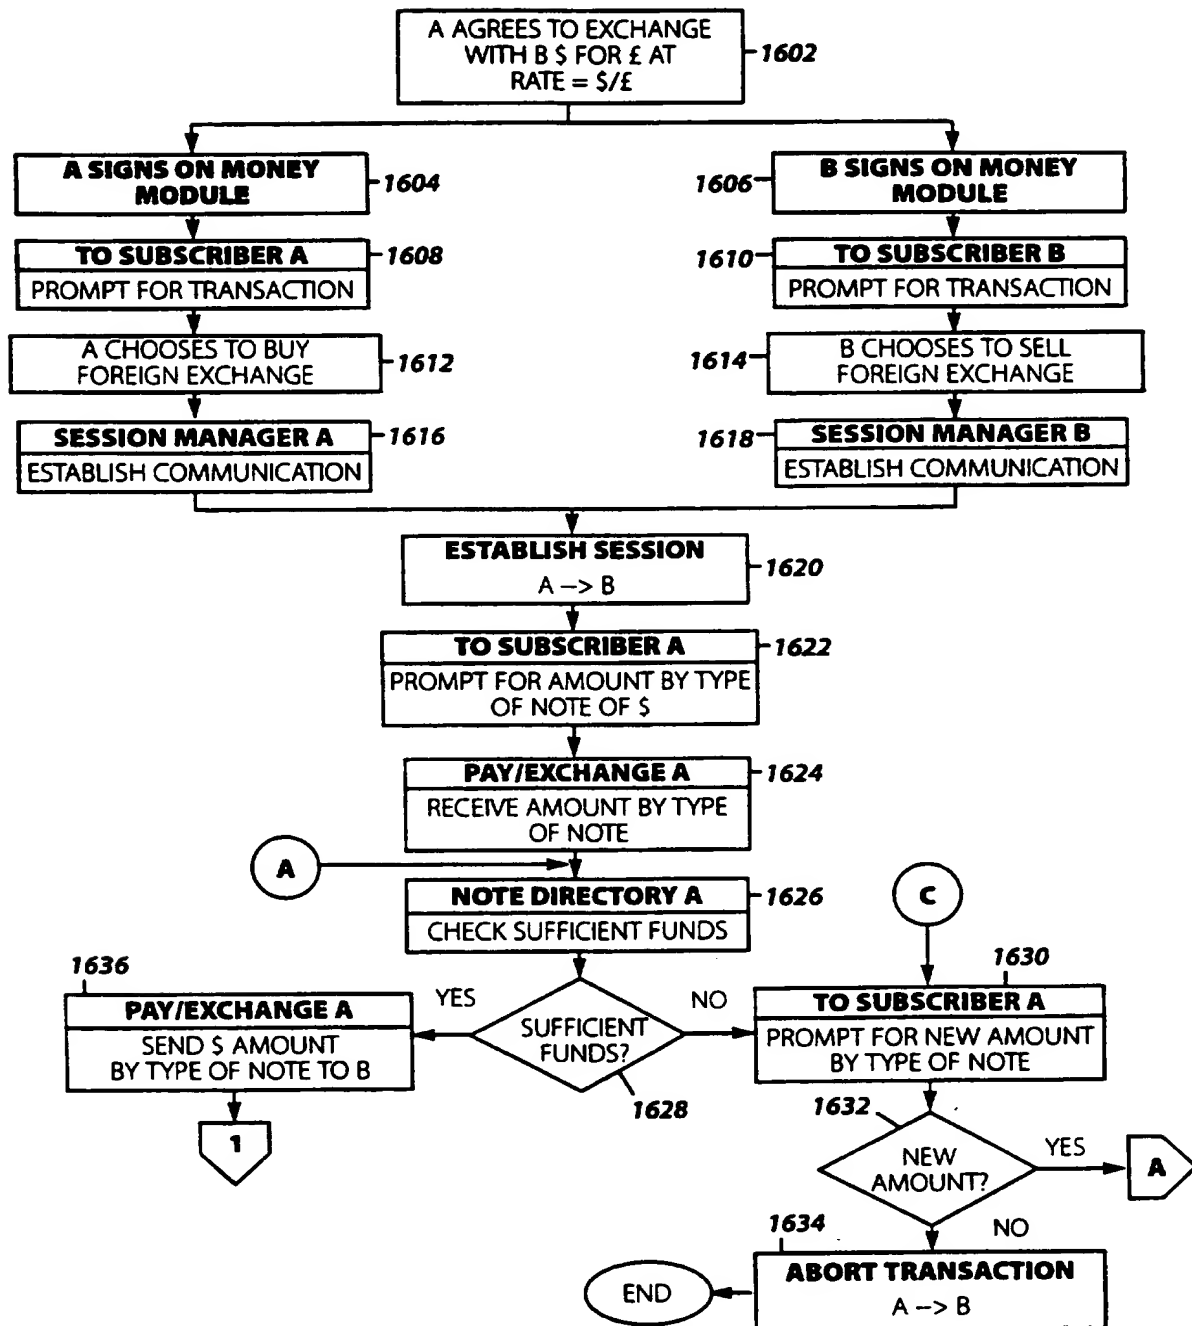 A AGREES TO EXCHANGE
WITH B $ FOR £ AT
RATE = $/£
1602
A SIGNS ON MONEY
MODULE
1604
1606
B SIGNS ON MONEY
MODULE
TO SUBSCRIBER A
1608
PROMPT FOR TRANSACTION
1610
TO SUBSCRIBER B
PROMPT FOR TRANSACTION
A CHOOSES TO BUY
FOREIGN EXCHANGE
1612
1614
B CHOOSES TO SELL
FOREIGN EXCHANGE
SESSION MANAGER A
1616
ESTABLISH COMMUNICATION
1618
SESSION MANAGER B
ESTABLISH COMMUNICATION
ESTABLISH SESSION
A —> B
1620
TO SUBSCRIBER A
1622
PROMPT FOR AMOUNT BY TYPE
OF NOTE OF $
PAY/EXCHANGE A
1624
RECEIVE AMOUNT BY TYPE
OF NOTE
A
NOTE DIRECTORY A
1626
CHECK SUFFICIENT FUNDS
C
1636
PAY/EXCHANGE A
SEND $ AMOUNT
BY TYPE OF NOTE TO B
YES
SUFFICIENT
FUNDS?
NO
1628
1630
TO SUBSCRIBER A
PROMPT FOR NEW AMOUNT
BY TYPE OF NOTE
1
1632
NEW
AMOUNT?
YES
A
NO
1634
ABORT TRANSACTION
A —> B
END